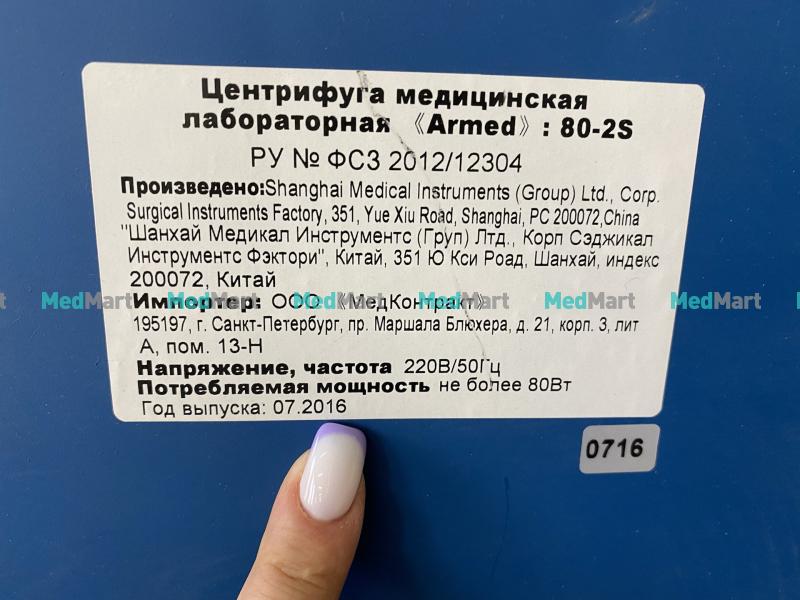 Центрифуга медицинская
лабораторная 《Armed》: 80-2S
РУ № ФСЗ 2012/12304
Произведено:Shanghai Medical Instruments (Group) Ltd., Corp.
Surgical Instruments Factory, 351, Yue Xiu Road, Shanghai, PC 200072,China
"Шанхай Медикал Инструментс (Груп) Лтд., Корп Сэджикал
Инструментс Фэктори", Китай, 351 Ю Кси Роад, Шанхай, индекс
200072, Китай
MedMart MedMart MedMart MedMart MedMart
Импортер: ООО 《МедКонтракт》
195197, г. Санкт-Петербург, пр. Маршала Блюхера, д. 21, корп. 3, лит
А, пом. 13-Н
Напряжение, частота 220В/50Гц
Потребляемая мощность не более 80Вт
Год выпуска: 07.2016
0716